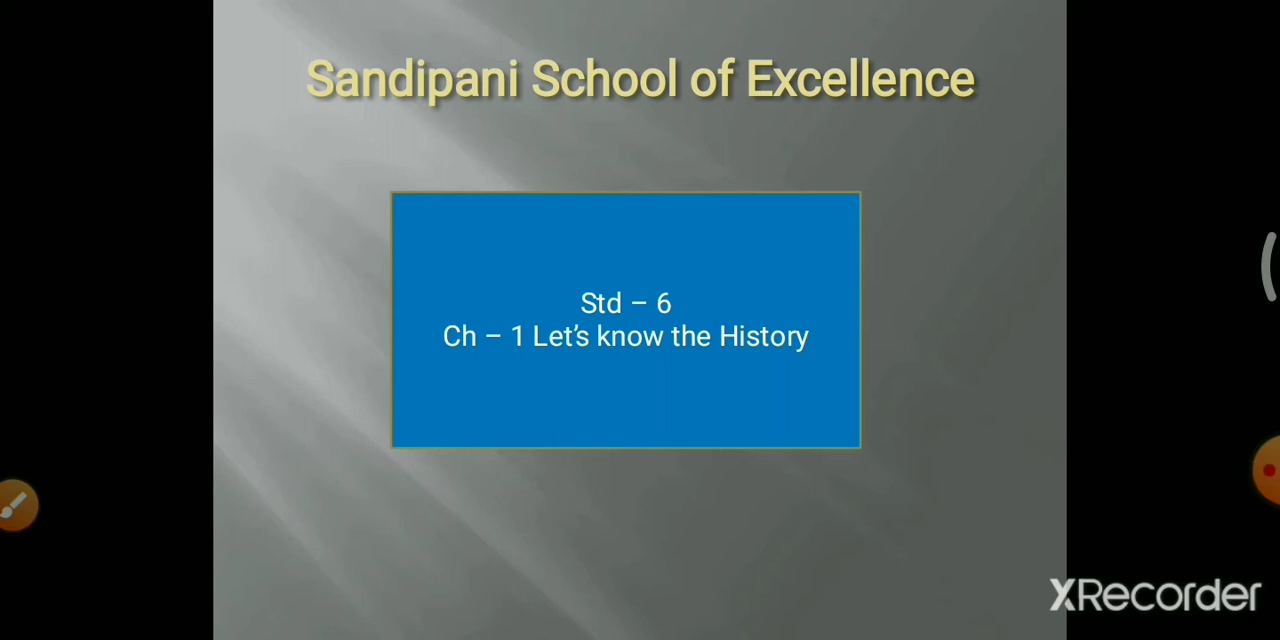 Sandipani School of Excellence
Std – 6
Ch – 1 Let’s know the History
XRecorder